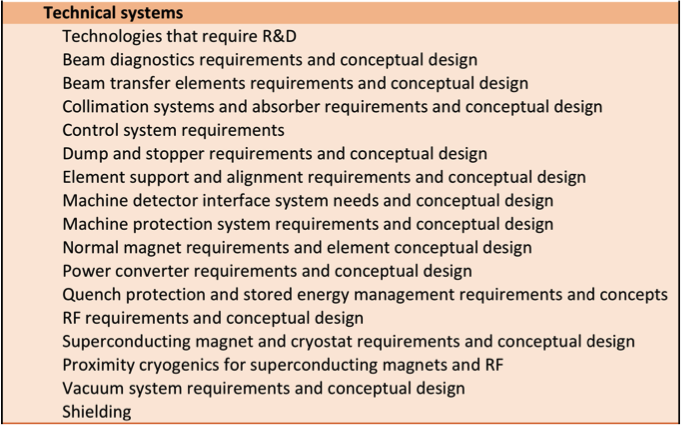 Technical systems
Technologies that require R&D
Beam diagnostics requirements and conceptual design
Beam transfer elements requirements and conceptual design
Collimation systems and absorber requirements and conceptual design
Control system requirements
Dump and stopper requirements and conceptual design
Element support and alignment requirements and conceptual design
Machine detector interface system needs and conceptual design
Machine protection system requirements and conceptual design
Normal magnet requirements and element conceptual design
Power converter requirements and conceptual design
Quench protection and stored energy management requirements and concepts
RF requirements and conceptual design
Superconducting magnet and cryostat requirements and conceptual design
Proximity cryogenics for superconducting magnets and RF
Vacuum system requirements and conceptual design
Shielding